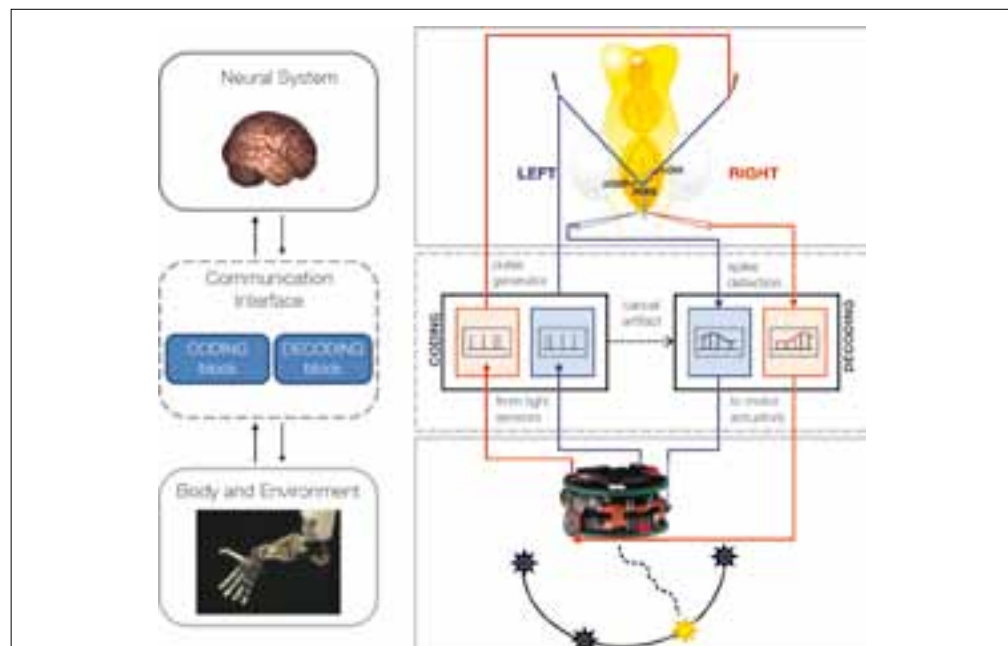 Neural System
Communication
Interface
CODING
block
DECODING
block
Body and Environment
LEFT
RIGHT
pulse
generator
spike
detection
cancel
artifact
CODING
DECODING
from light
sensors
to motor
actuators